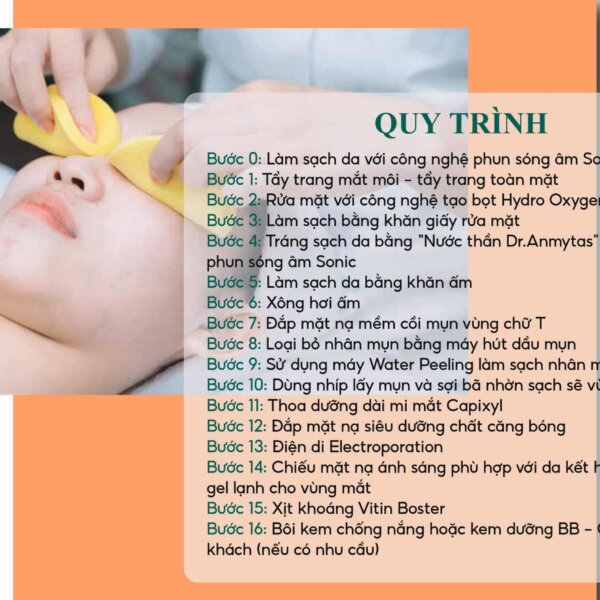 QUY TRÌNH
Bước 0: Làm sạch da với công nghệ phun sóng âm
Bước 1: Tẩy trang mắt môi – tẩy trang toàn mặt
Bước 2: Rửa mặt với công nghệ tạo bọt Hydro
Bước 3: Làm sạch bằng khăn giấy rửa mặt
Bước 4: Tráng sạch da bằng "Nước thần Dr.Anmytas"
phun sóng âm Sonic
Bước 5: Làm sạch da bằng khăn ấm
Bước 6: Xông hơi ấm
Bước 7: Đắp mặt nạ mềm cồi mụn vùng chữ T
Bước 8: Loại bỏ nhân mụn bằng máy hút dầu mụn
Bước 9: Sử dụng máy Water Peeling làm sạch nhân
Bước 10: Dùng nhíp lấy mụn và sợi bã nhờn sạch sẽ
Bước 11: Thoa dưỡng dài mi mắt Capixyl
Bước 12: Đắp mặt nạ siêu dưỡng chất căng bóng
Bước 13: Điện di Electroporation
Bước 14: Chiếu mặt nạ ánh sáng phù hợp với da kết
gel lạnh cho vùng mắt
Bước 15: Xịt khoáng Vitin Boster
Bước 16: Bôi kem chống nắng hoặc kem dưỡng BB –
khách (nếu có nhu cầu)